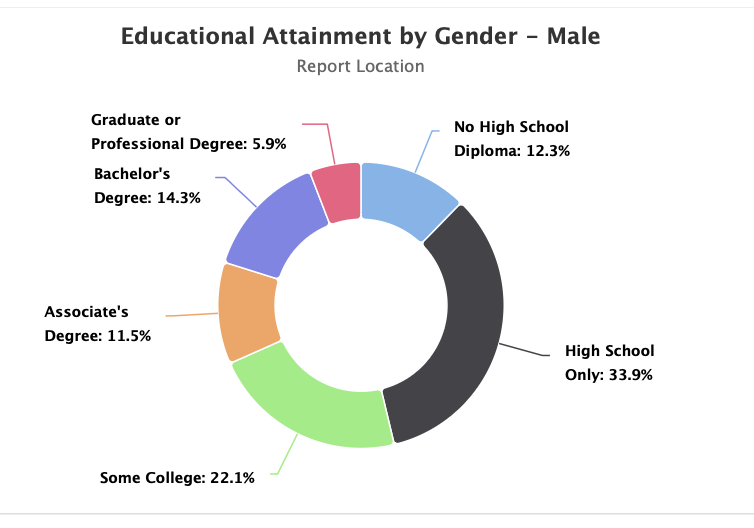 Educational Attainment by Gender – Male
Report Location
Graduate or
Professional Degree: 5.9%
No High School
Diploma: 12.3%
Bachelor's
Degree: 14.3%
Associate's
Degree: 11.5%
High School
Only: 33.9%
Some College: 22.1%